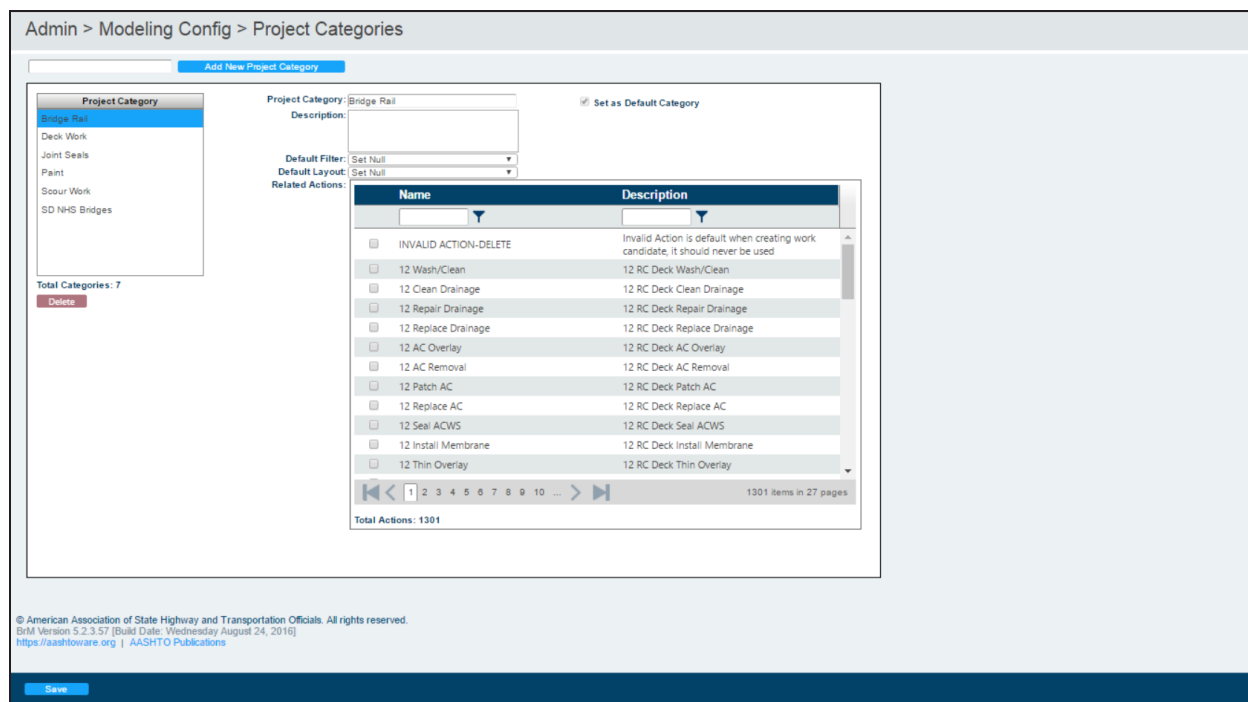 Admin > Modeling Config > Project Categories
Add New Project Category
Project Category
Bridge Rail
Deck Work
Joint Seals
Paint
Scour Work
SD NHS Bridges
Total Categories: 7
Delete
Project Category: Bridge Rail
Set as Default Category
Description:
Default Filter: Set Null
Default Layout: Set Null
Related Actions:
Name Description
INVALID ACTION-DELETE Invalid Action is default when creating work
candidate, it should never be used
12 Wash/Clean 12 RC Deck Wash/Clean
12 Clean Drainage 12 RC Deck Clean Drainage
12 Repair Drainage 12 RC Deck Repair Drainage
12 Replace Drainage 12 RC Deck Replace Drainage
12 AC Overlay 12 RC Deck AC Overlay
12 AC Removal 12 RC Deck AC Removal
12 Patch AC 12 RC Deck Patch AC
12 Replace AC 12 RC Deck Replace AC
12 Seal ACWS 12 RC Deck Seal ACWS
12 Install Membrane 12 RC Deck Install Membrane
12 Thin Overlay 12 RC Deck Thin Overlay
1 2 3 4 5 6 7 8 9 10 ... 1301 items in 27 pages
Total Actions: 1301
© American Association of State Highway and Transportation Officials. All rights reserved.
BrM Version 5.2.3.57 [Build Date: Wednesday August 24, 2016]
https://aashtoware.org | AASHTO Publications
Save